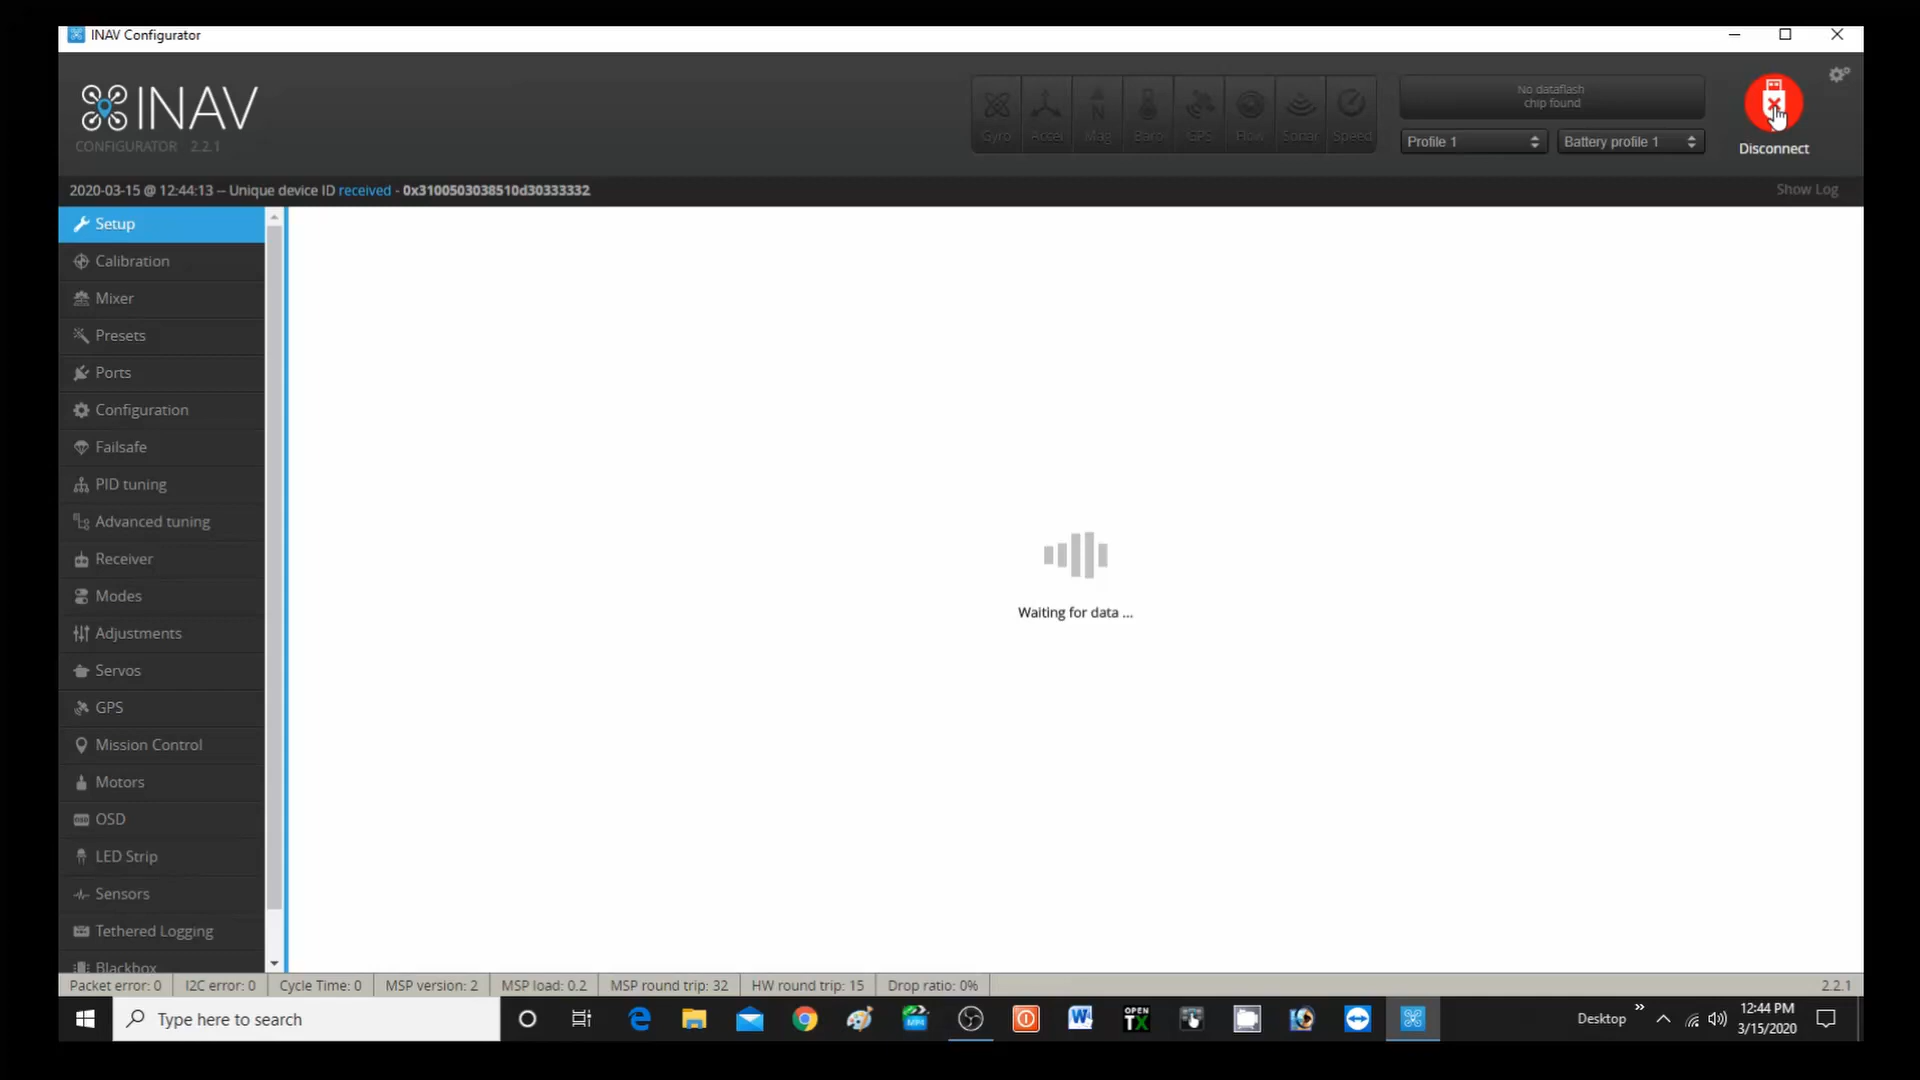 INAV Configurator
INAV
CONFIGURATOR 2.2.1
Gyro Accel Mag Baro GPS Flow Sonar Speed
No dataflash
chip found
Profile 1
Battery profile 1
Disconnect
2020-03-15 @ 12:44:13 -- Unique device ID received - 0x3100503038510d30333332
Show Log
Setup
Calibration
Mixer
Presets
Ports
Configuration
Failsafe
PID tuning
Advanced tuning
Receiver
Modes
Adjustments
Servos
GPS
Mission Control
Motors
OSD
LED Strip
Sensors
Tethered Logging
Blackbox
Waiting for data ...
Packet error: 0 I2C error: 0 Cycle Time: 0 MSP version: 2 MSP load: 0.2 MSP round trip: 32 HW round trip: 15 Drop ratio: 0% 2.2.1
Type here to search
OPEN
TX
Desktop
12:44 PM
3/15/2020